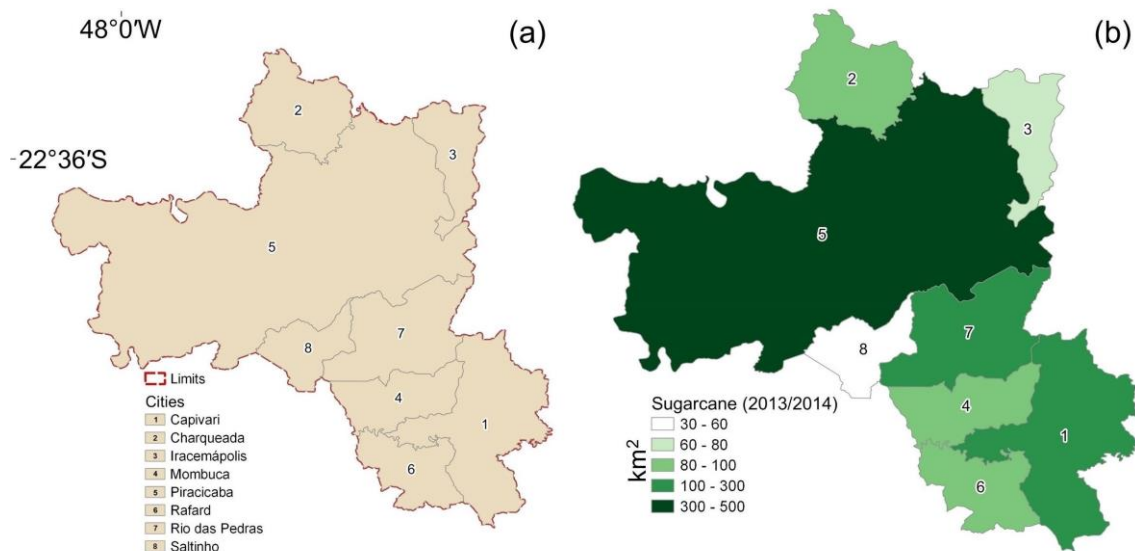 48°0'W
(a)
-22°36'S
2
3
5
7
8
4
1
6
Limits
Cities
1 Capivari
2 Charqueada
3 Iracemápolis
4 Mombuca
5 Piracicaba
6 Rafard
7 Rio das Pedras
8 Saltinho
(b)
2
3
5
7
8
4
1
6
Sugarcane (2013/2014)
km²
30 - 60
60 - 80
80 - 100
100 - 300
300 - 500